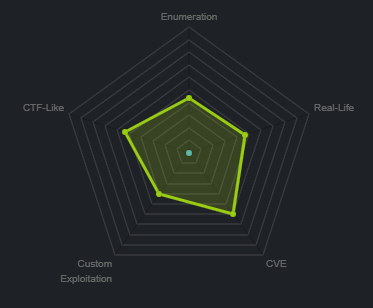 Enumeration
CTF-Like
Real-Life
Custom
Exploitation
CVE